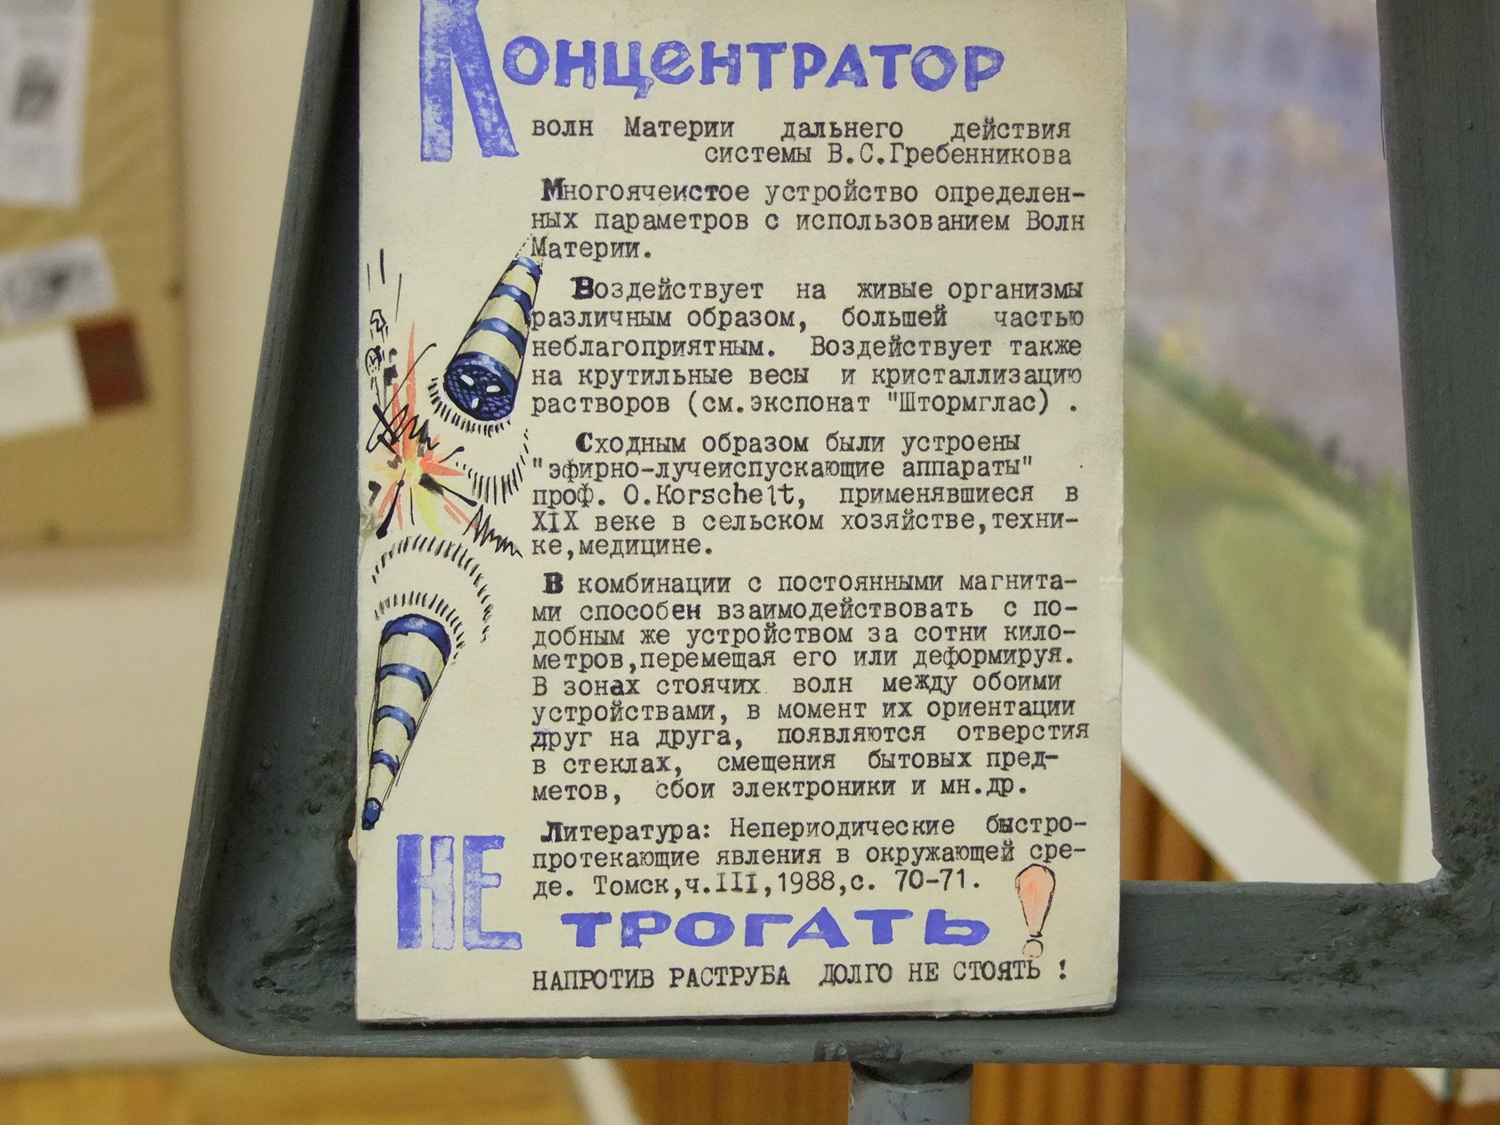 Концентратор
волн Материи дальнего действия
системы В.С.Гребенникова
Многоячеистое устройство определен-
ных параметров с использованием Волн
Материи.
Воздействует на живые организмы
различным образом, большей частью
неблагоприятным. Воздействует также
на крутильные весы и кристаллизацию
растворов (см.экспонат "Штормглас) .
Сходным образом были устроены
"эфирно-лучеиспускающие аппараты"
проф. O.Korschelt, применявшиеся в
XIX веке в сельском хозяйстве,техни-
ке,медицине.
В комбинации с постоянными магнита-
ми способен взаимодействовать с по-
добным же устройством за сотни кило-
метров,перемещая его или деформируя.
В зонах стоячих волн между обоими
устройствами, в момент их ориентации
друг на друга, появляются отверстия
в стеклах, смещения бытовых пред-
метов, сбои электроники и мн.др.
Литература: Непериодические быстро-
протекающие явления в окружающей сре-
де. Томск,ч.III,1988,с. 70-71.
НЕ ТРОГАТЬ!
НАПРОТИВ РАСТРУБА ДОЛГО НЕ СТОЯТЬ !